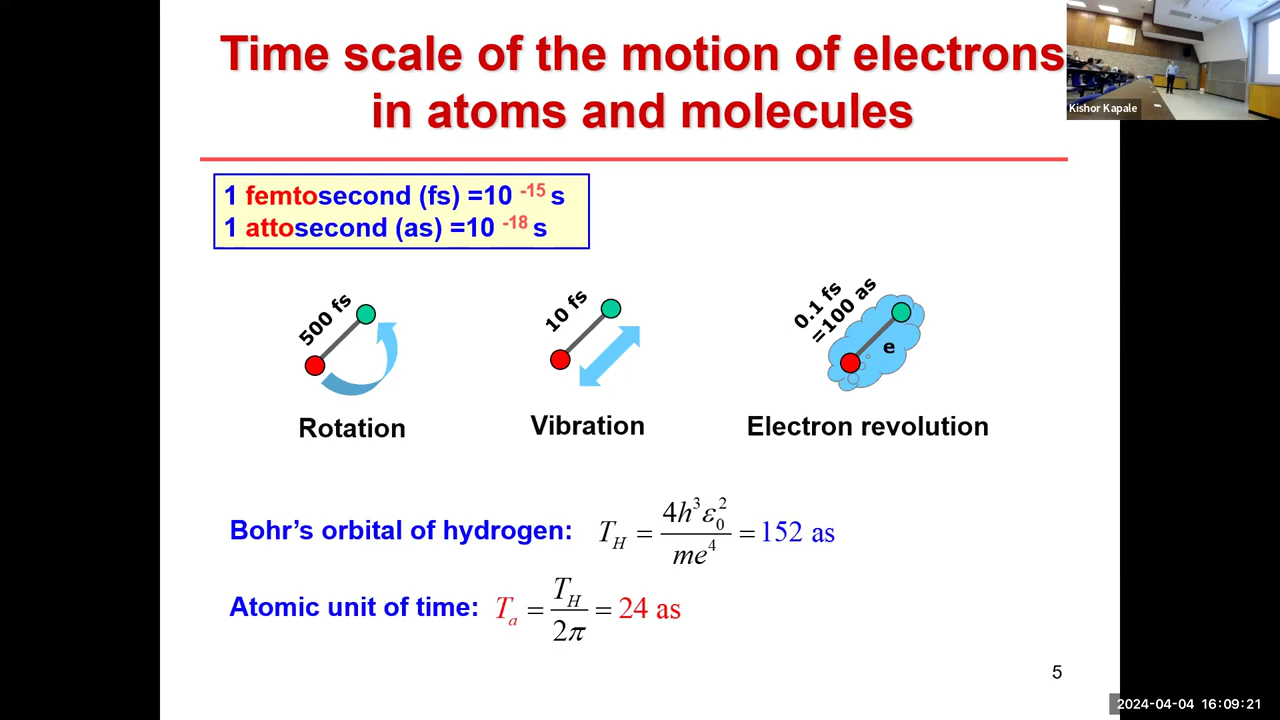 Time scale of the motion of electrons
in atoms and molecules
Kishor Kapale
1 femtosecond (fs) =10 -15 s
1 attosecond (as) =10 -18 s
500 fs
10 fs
0.1 fs
=100 as
e
Rotation
Vibration
Electron revolution
Bohr’s orbital of hydrogen: T_H = 4h³ε₀²/me⁴ = 152 as
Atomic unit of time: T_a = T_H/2π = 24 as
5
2024-04-04 16:09:21